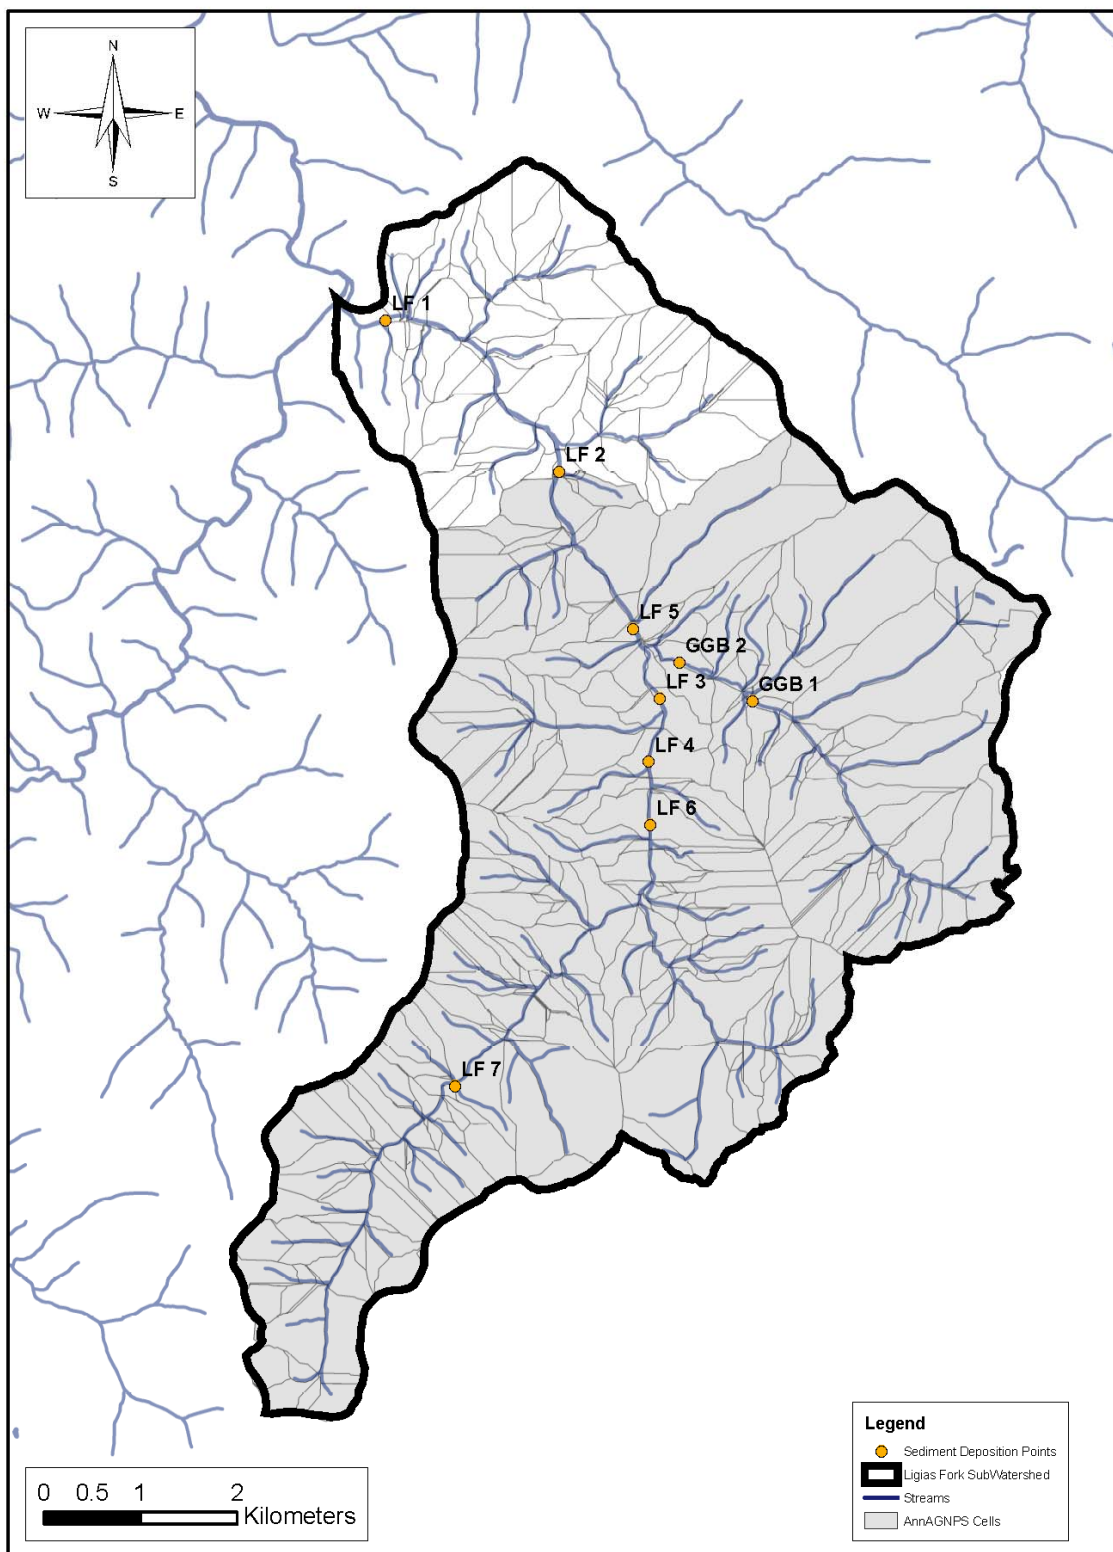 N
W E
S
LF 1
LF 2
LF 5
GGB 2
LF 3
GGB 1
LF 4
LF 6
LF 7
Legend
Sediment Deposition Points
Ligias Fork SubWatershed
Streams
AnnAGNPS Cells
0 0.5 1 2
Kilometers